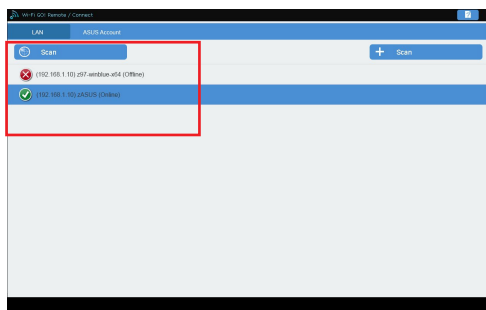 Wi-Fi GO! Remote / Connect
LAN ASUS Account
Scan + Scan
(192.168.1.10) z97-winblue-x64 (Offline)
(192.168.1.10) zASUS (Online)